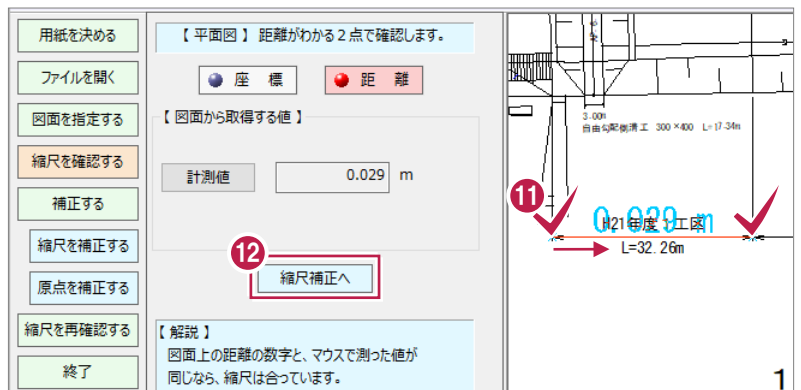 用紙を決める
ファイルを開く
図面を指定する
縮尺を確認する
補正する
縮尺を補正する
原点を補正する
縮尺を再確認する
終了
【 平面図 】 距離がわかる２点で確認します。
座　標
距　離
【 図面から取得する値 】
計測値
0.029 m
⑫
縮尺補正へ
【 解説 】
図面上の距離の数字と、マウスで測った値が
同じなら、縮尺は合っています。
3.00m
自由勾配側溝工 300×400 L=17.34m
⑪
0.029 m
H21年度 1工区
L=32.26m
1